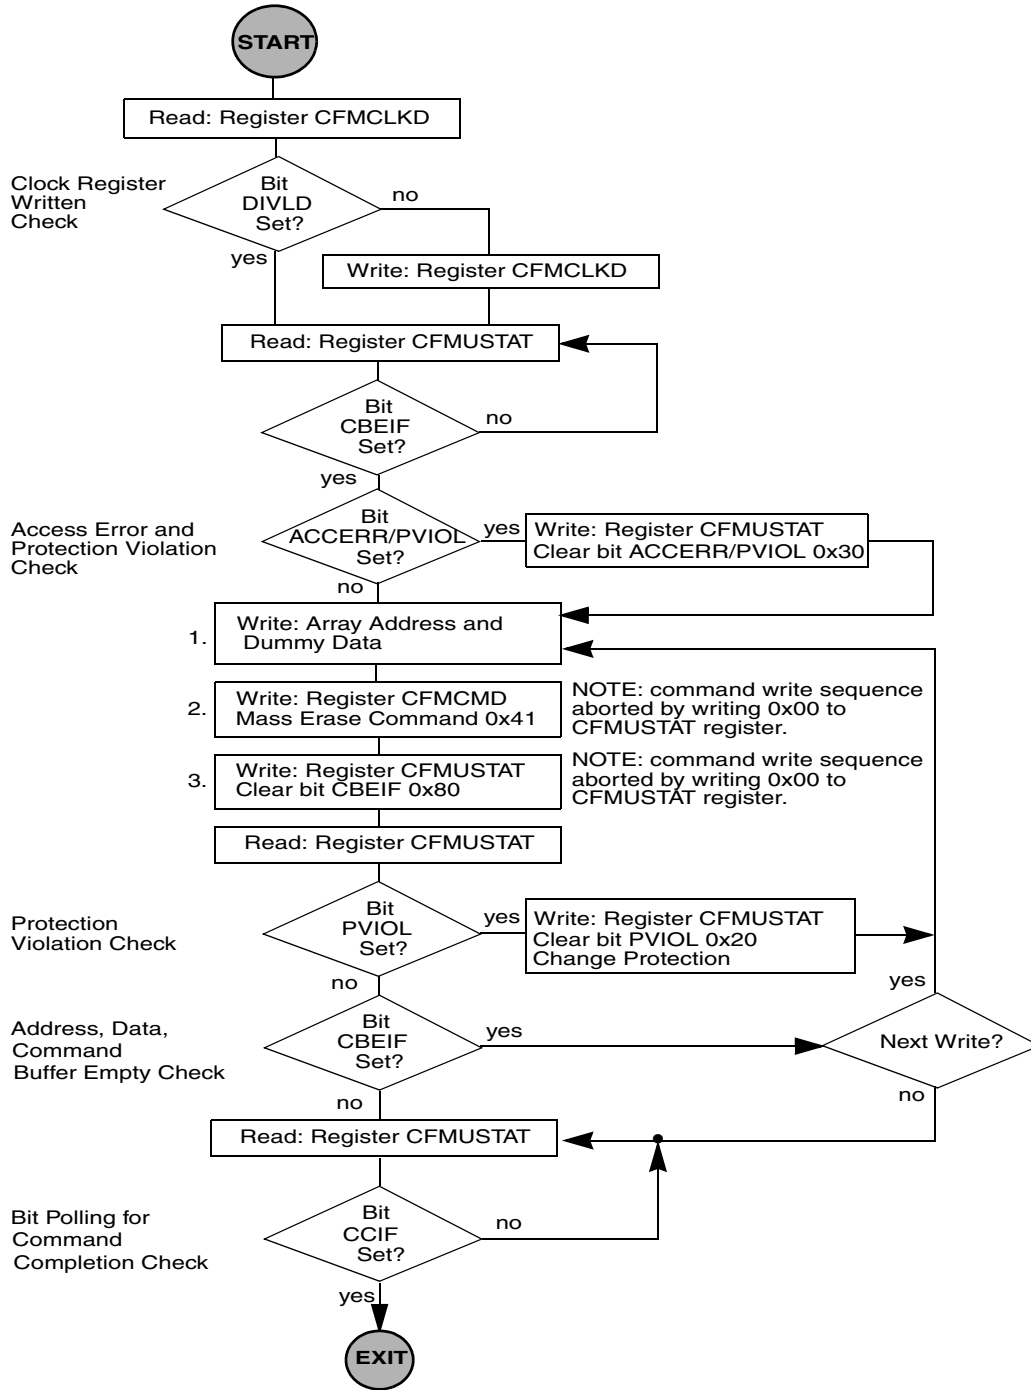 START
Read: Register CFMCLKD
Clock Register
Written
Check
Bit
DIVLD
Set?
no
yes
Write: Register CFMCLKD
Read: Register CFMUSTAT
Bit
CBEIF
Set?
no
yes
Access Error and
Protection Violation
Check
Bit
ACCERR/PVIOL
Set?
yes
Write: Register CFMUSTAT
Clear bit ACCERR/PVIOL 0x30
no
1.
Write: Array Address and
Dummy Data
2.
Write: Register CFMCMD
Mass Erase Command 0x41
NOTE: command write sequence
aborted by writing 0x00 to
CFMUSTAT register.
3.
Write: Register CFMUSTAT
Clear bit CBEIF 0x80
NOTE: command write sequence
aborted by writing 0x00 to
CFMUSTAT register.
Read: Register CFMUSTAT
Protection
Violation Check
Bit
PVIOL
Set?
yes
Write: Register CFMUSTAT
Clear bit PVIOL 0x20
Change Protection
no
yes
Address, Data,
Command
Buffer Empty Check
Bit
CBEIF
Set?
yes
Next Write?
no
no
Read: Register CFMUSTAT
Bit Polling for
Command
Completion Check
Bit
CCIF
Set?
no
yes
EXIT